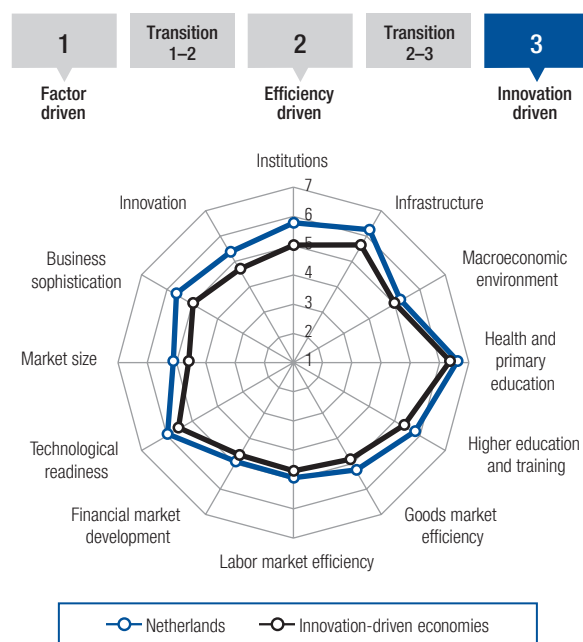 1
Transition
1–2
2
Transition
2–3
3
Factor
driven
Efficiency
driven
Innovation
driven
Institutions
7
Innovation
Infrastructure
6
Business
sophistication
5
Macroeconomic
environment
4
3
2
Market size
1
Health and
primary
education
Technological
readiness
Higher education
and training
Financial market
development
Goods market
efficiency
Labor market efficiency
Netherlands
Innovation-driven economies